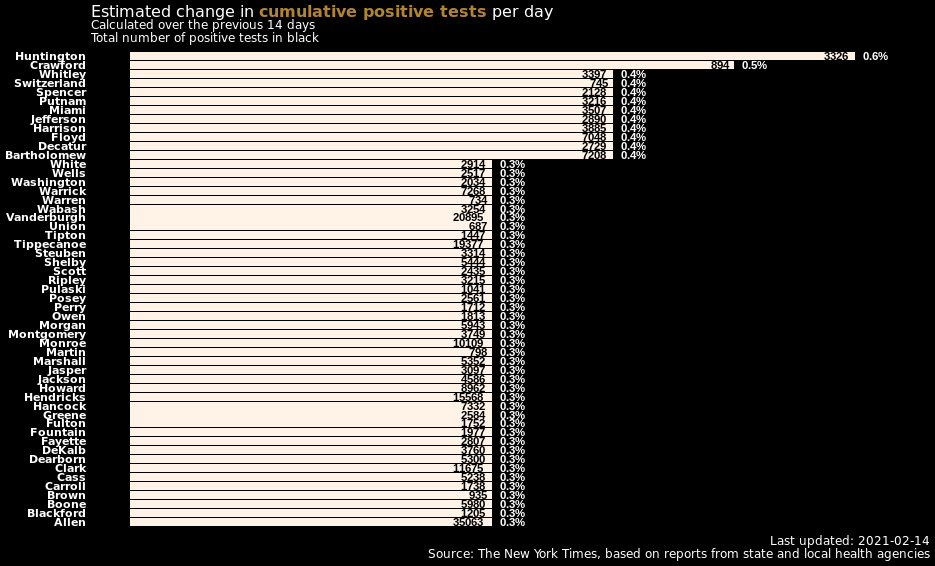 Estimated change in cumulative positive tests per day
Calculated over the previous 14 days
Total number of positive tests in black
Huntington 3326 0.6%
Crawford 894 0.5%
Whitley 3397 0.4%
Switzerland 745 0.4%
Spencer 2128 0.4%
Putnam 3216 0.4%
Miami 3507 0.4%
Jefferson 2890 0.4%
Harrison 3885 0.4%
Floyd 7048 0.4%
Decatur 2729 0.4%
Bartholomew 7208 0.4%
White 2914 0.3%
Wells 2517 0.3%
Washington 2034 0.3%
Warrick 7268 0.3%
Warren 734 0.3%
Wabash 3254 0.3%
Vanderburgh 20895 0.3%
Union 687 0.3%
Tipton 1447 0.3%
Tippecanoe 19377 0.3%
Steuben 3314 0.3%
Shelby 5444 0.3%
Scott 2435 0.3%
Ripley 3215 0.3%
Pulaski 1041 0.3%
Posey 2561 0.3%
Perry 1712 0.3%
Owen 1813 0.3%
Morgan 5943 0.3%
Montgomery 3749 0.3%
Monroe 10109 0.3%
Martin 798 0.3%
Marshall 5352 0.3%
Jasper 3097 0.3%
Jackson 4586 0.3%
Howard 8962 0.3%
Hendricks 15568 0.3%
Hancock 7332 0.3%
Greene 2584 0.3%
Fulton 1752 0.3%
Fountain 1977 0.3%
Fayette 2807 0.3%
DeKalb 3760 0.3%
Dearborn 5300 0.3%
Clark 11675 0.3%
Cass 5238 0.3%
Carroll 1738 0.3%
Brown 935 0.3%
Boone 5980 0.3%
Blackford 1205 0.3%
Allen 35063 0.3%
Last updated: 2021-02-14
Source: The New York Times, based on reports from state and local health agencies